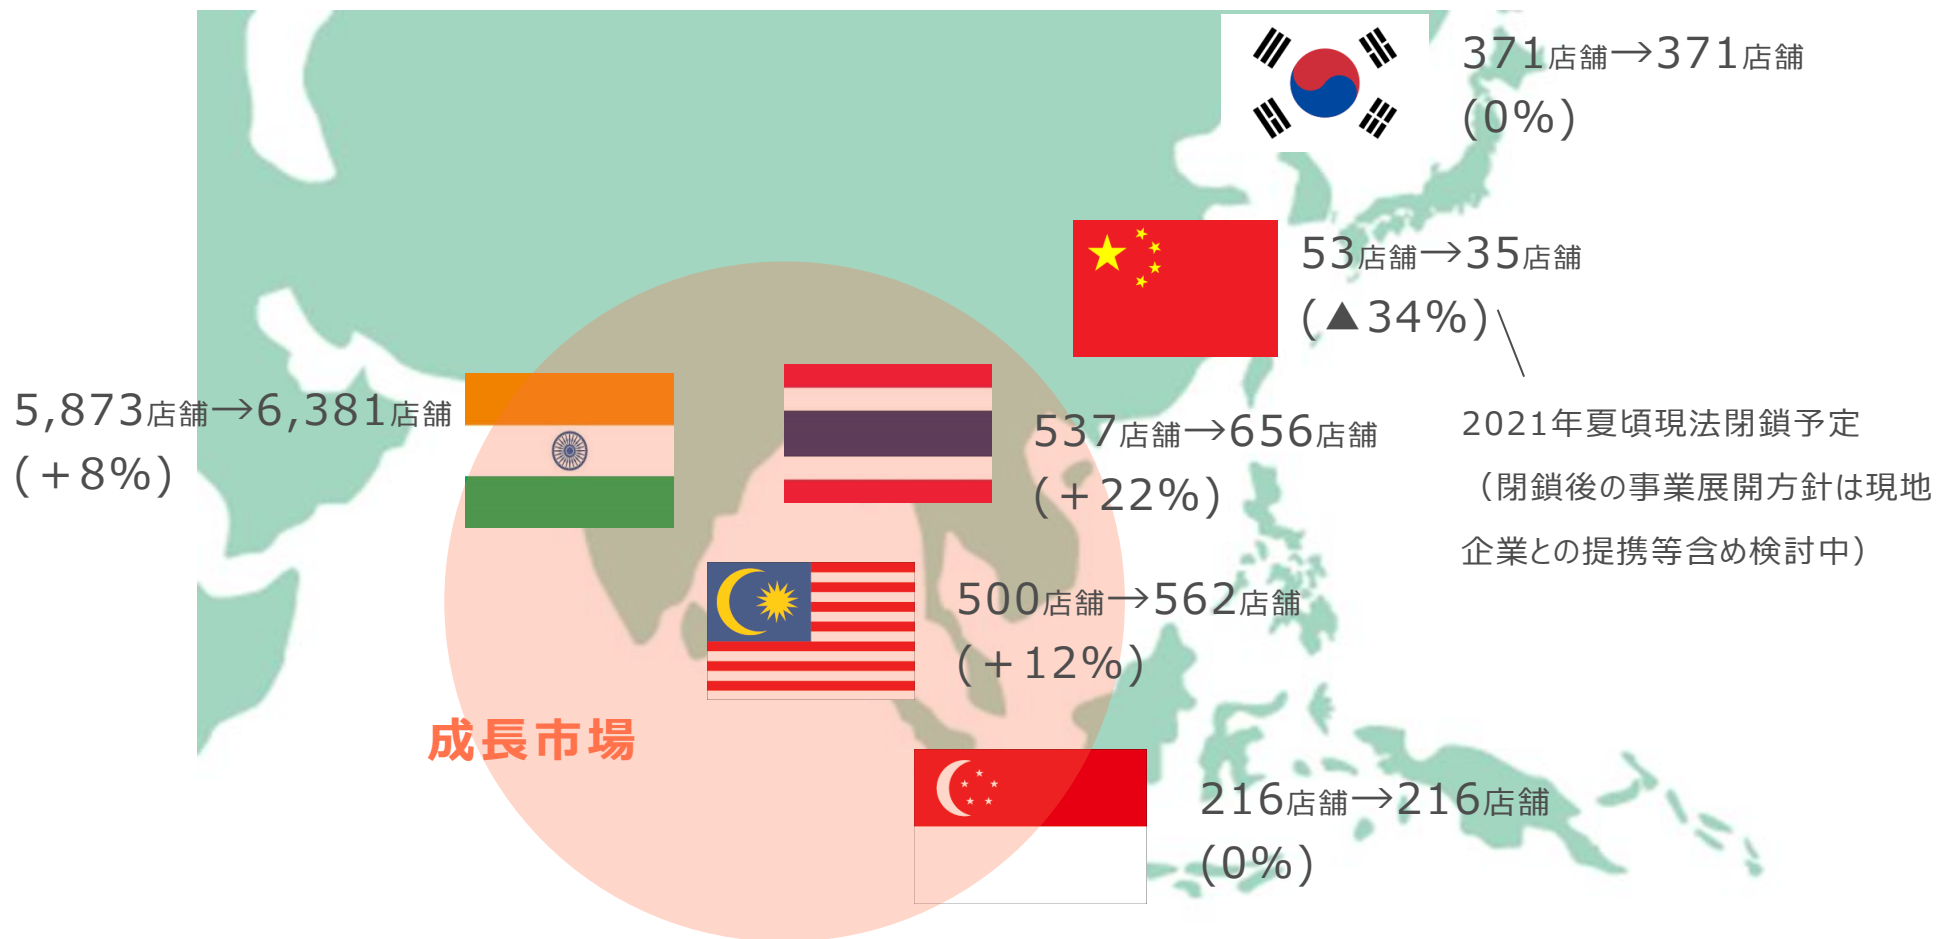 371店舗→371店舗
(0%)
53店舗→35店舗
(▲34%)
2021年夏頃現法閉鎖予定
（閉鎖後の事業展開方針は現地
企業との提携等含め検討中）
5,873店舗→6,381店舗
(＋8%)
537店舗→656店舗
(＋22%)
500店舗→562店舗
(＋12%)
成長市場
216店舗→216店舗
(0%)